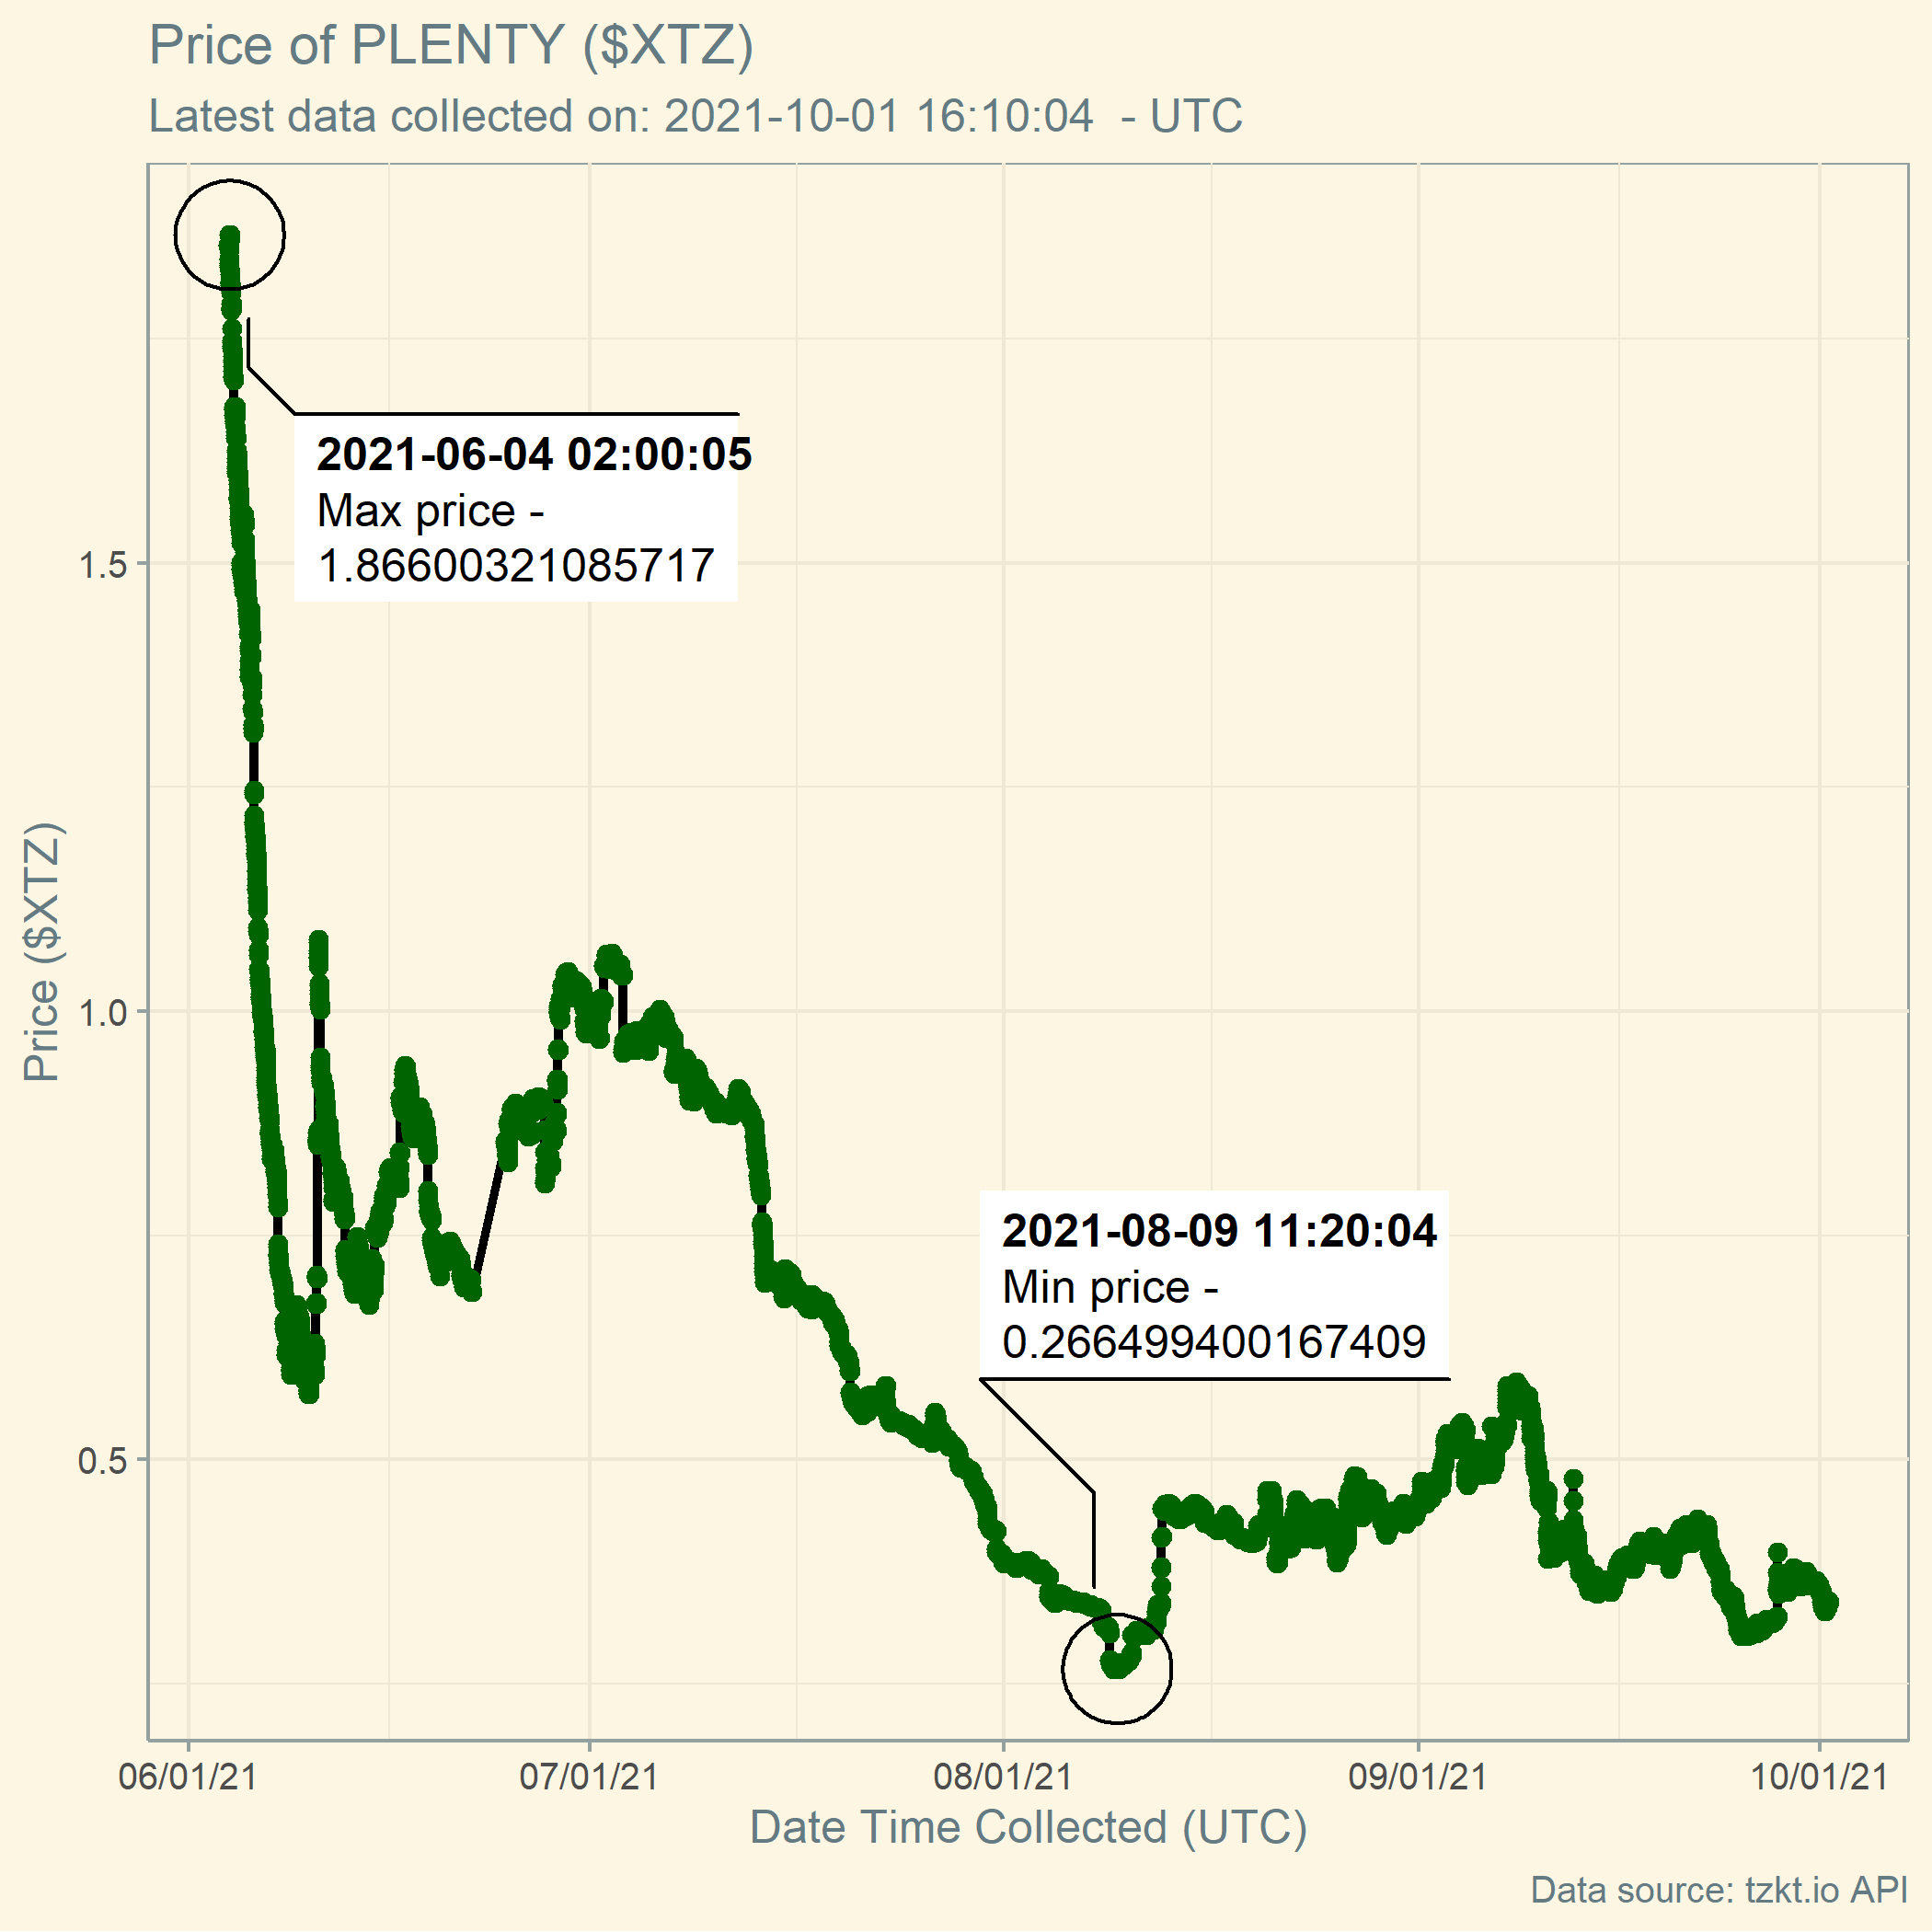 Price of PLENTY ($XTZ)
Latest data collected on: 2021-10-01 16:10:04  - UTC
2021-06-04 02:00:05
Max price -
1.86600321085717
1.5
1.0
0.5
Price ($XTZ)
2021-08-09 11:20:04
Min price -
0.266499400167409
06/01/21 07/01/21 08/01/21 09/01/21 10/01/21
Date Time Collected (UTC)
Data source: tzkt.io API